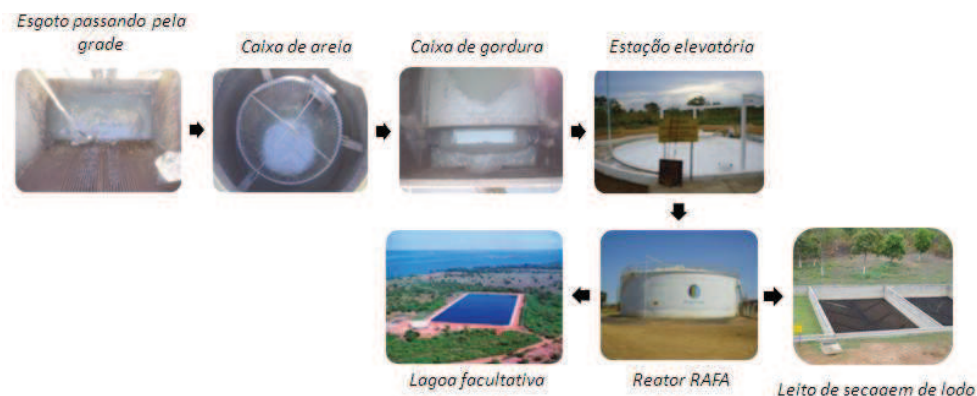 Esgoto passando pela
grade
Caixa de areia
Caixa de gordura
Estação elevatória
Lagoa facultativa
Reator RAFA
Leito de secagem de lodo